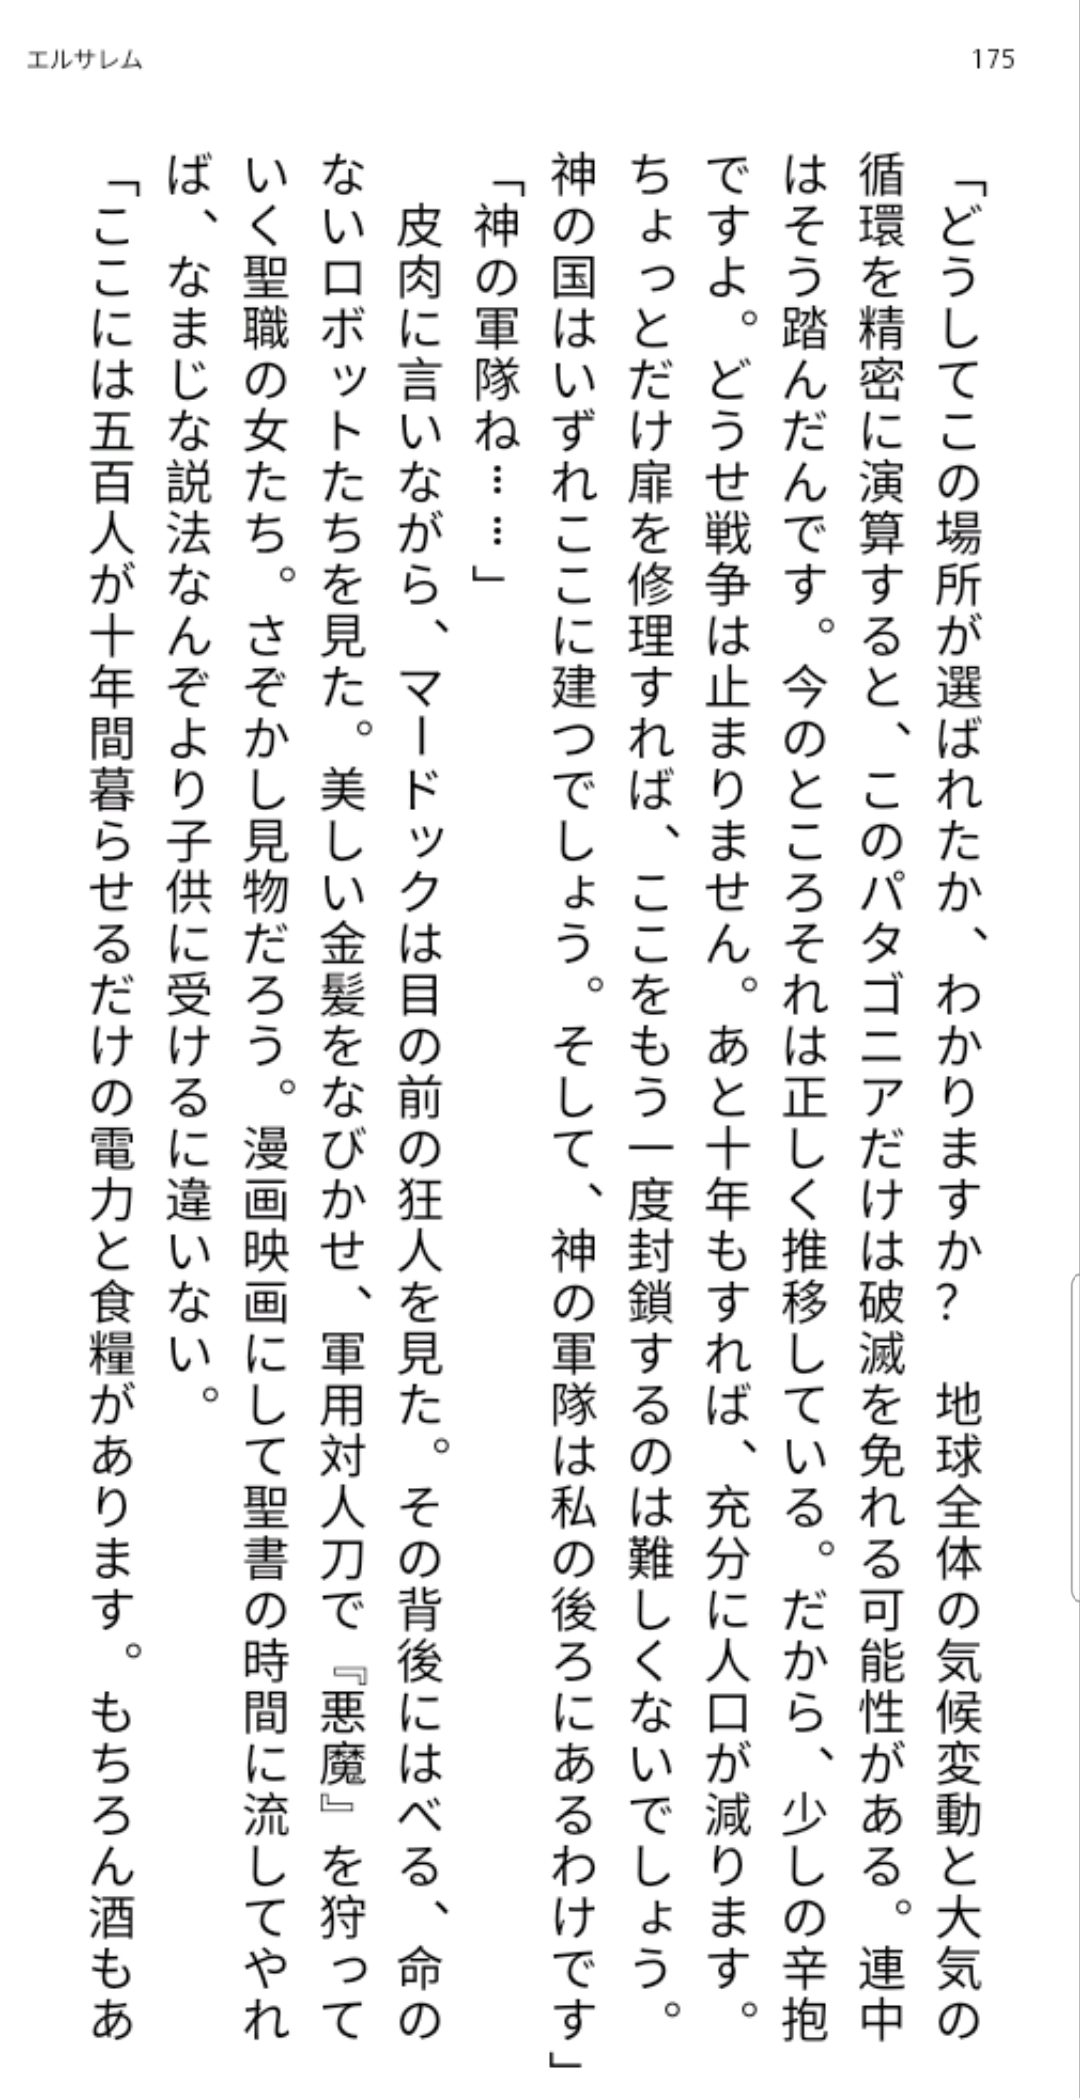 エルサレム
175
「どうしてこの場所が選ばれたか、わかりますか？　地球全体の気候変動と大気の
循環を精密に演算すると、このパタゴニアだけは破滅を免れる可能性がある。連中
はそう踏んだんです。今のところそれは正しく推移している。だから、少しの辛抱
ですよ。どうせ戦争は止まりません。あと十年もすれば、充分に人口が減ります。
ちょっとだけ扉を修理すれば、ここをもう一度封鎖するのは難しくないでしょう。
神の国はいずれここに建つでしょう。そして、神の軍隊は私の後ろにあるわけです」
「神の軍隊ね……」
　皮肉に言いながら、マードックは目の前の狂人を見た。その背後にはべる、命の
ないロボットたちを見た。美しい金髪をなびかせ、軍用対人刀で『悪魔』を狩って
いく聖職の女たち。さぞかし見物だろう。漫画映画にして聖書の時間に流してやれ
ば、なまじな説法なんぞより子供に受けるに違いない。
「ここには五百人が十年間暮らせるだけの電力と食糧があります。もちろん酒もあ